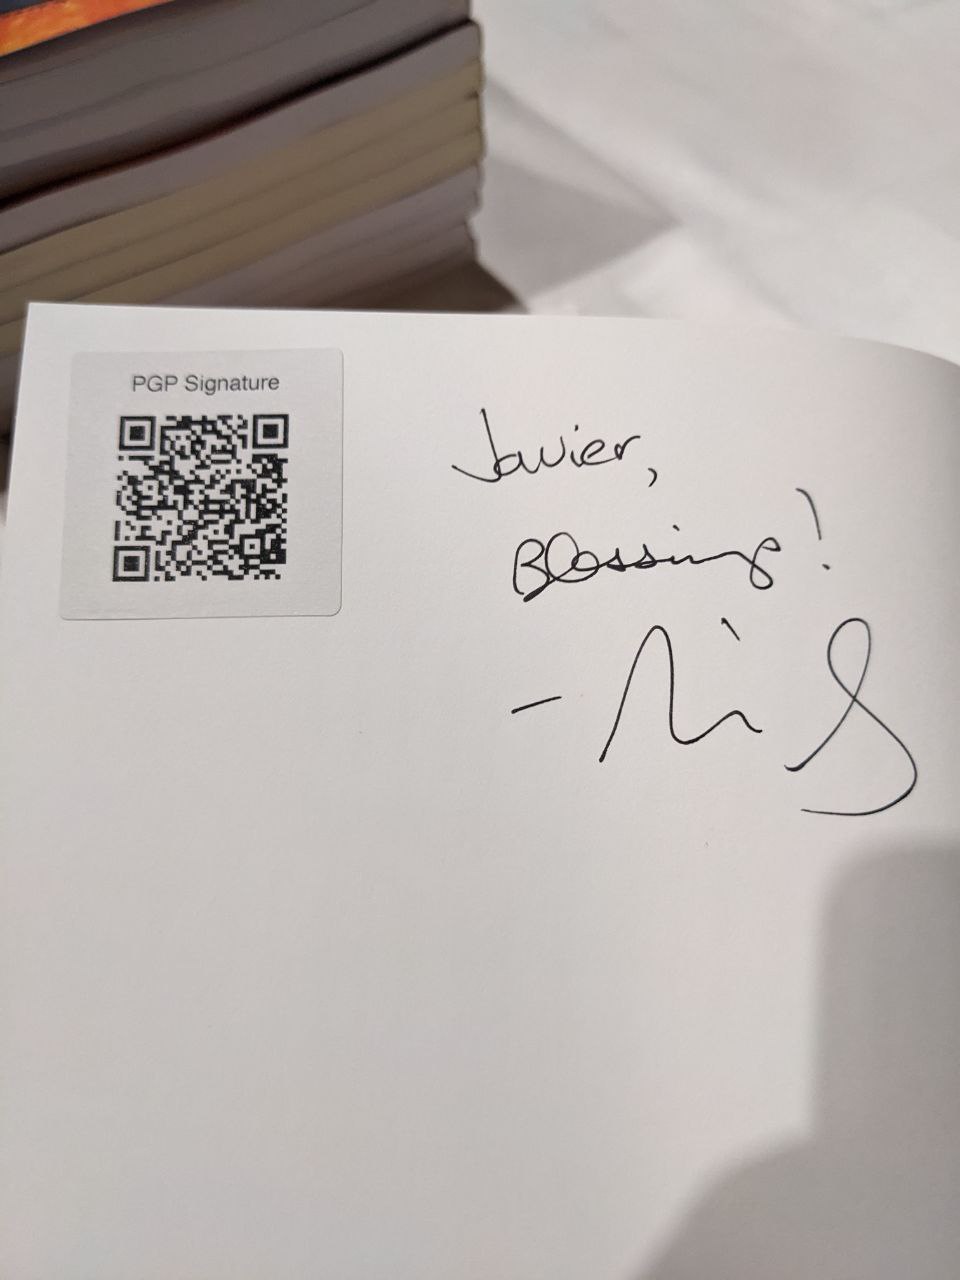 PGP Signature
Javier,
Blessings!